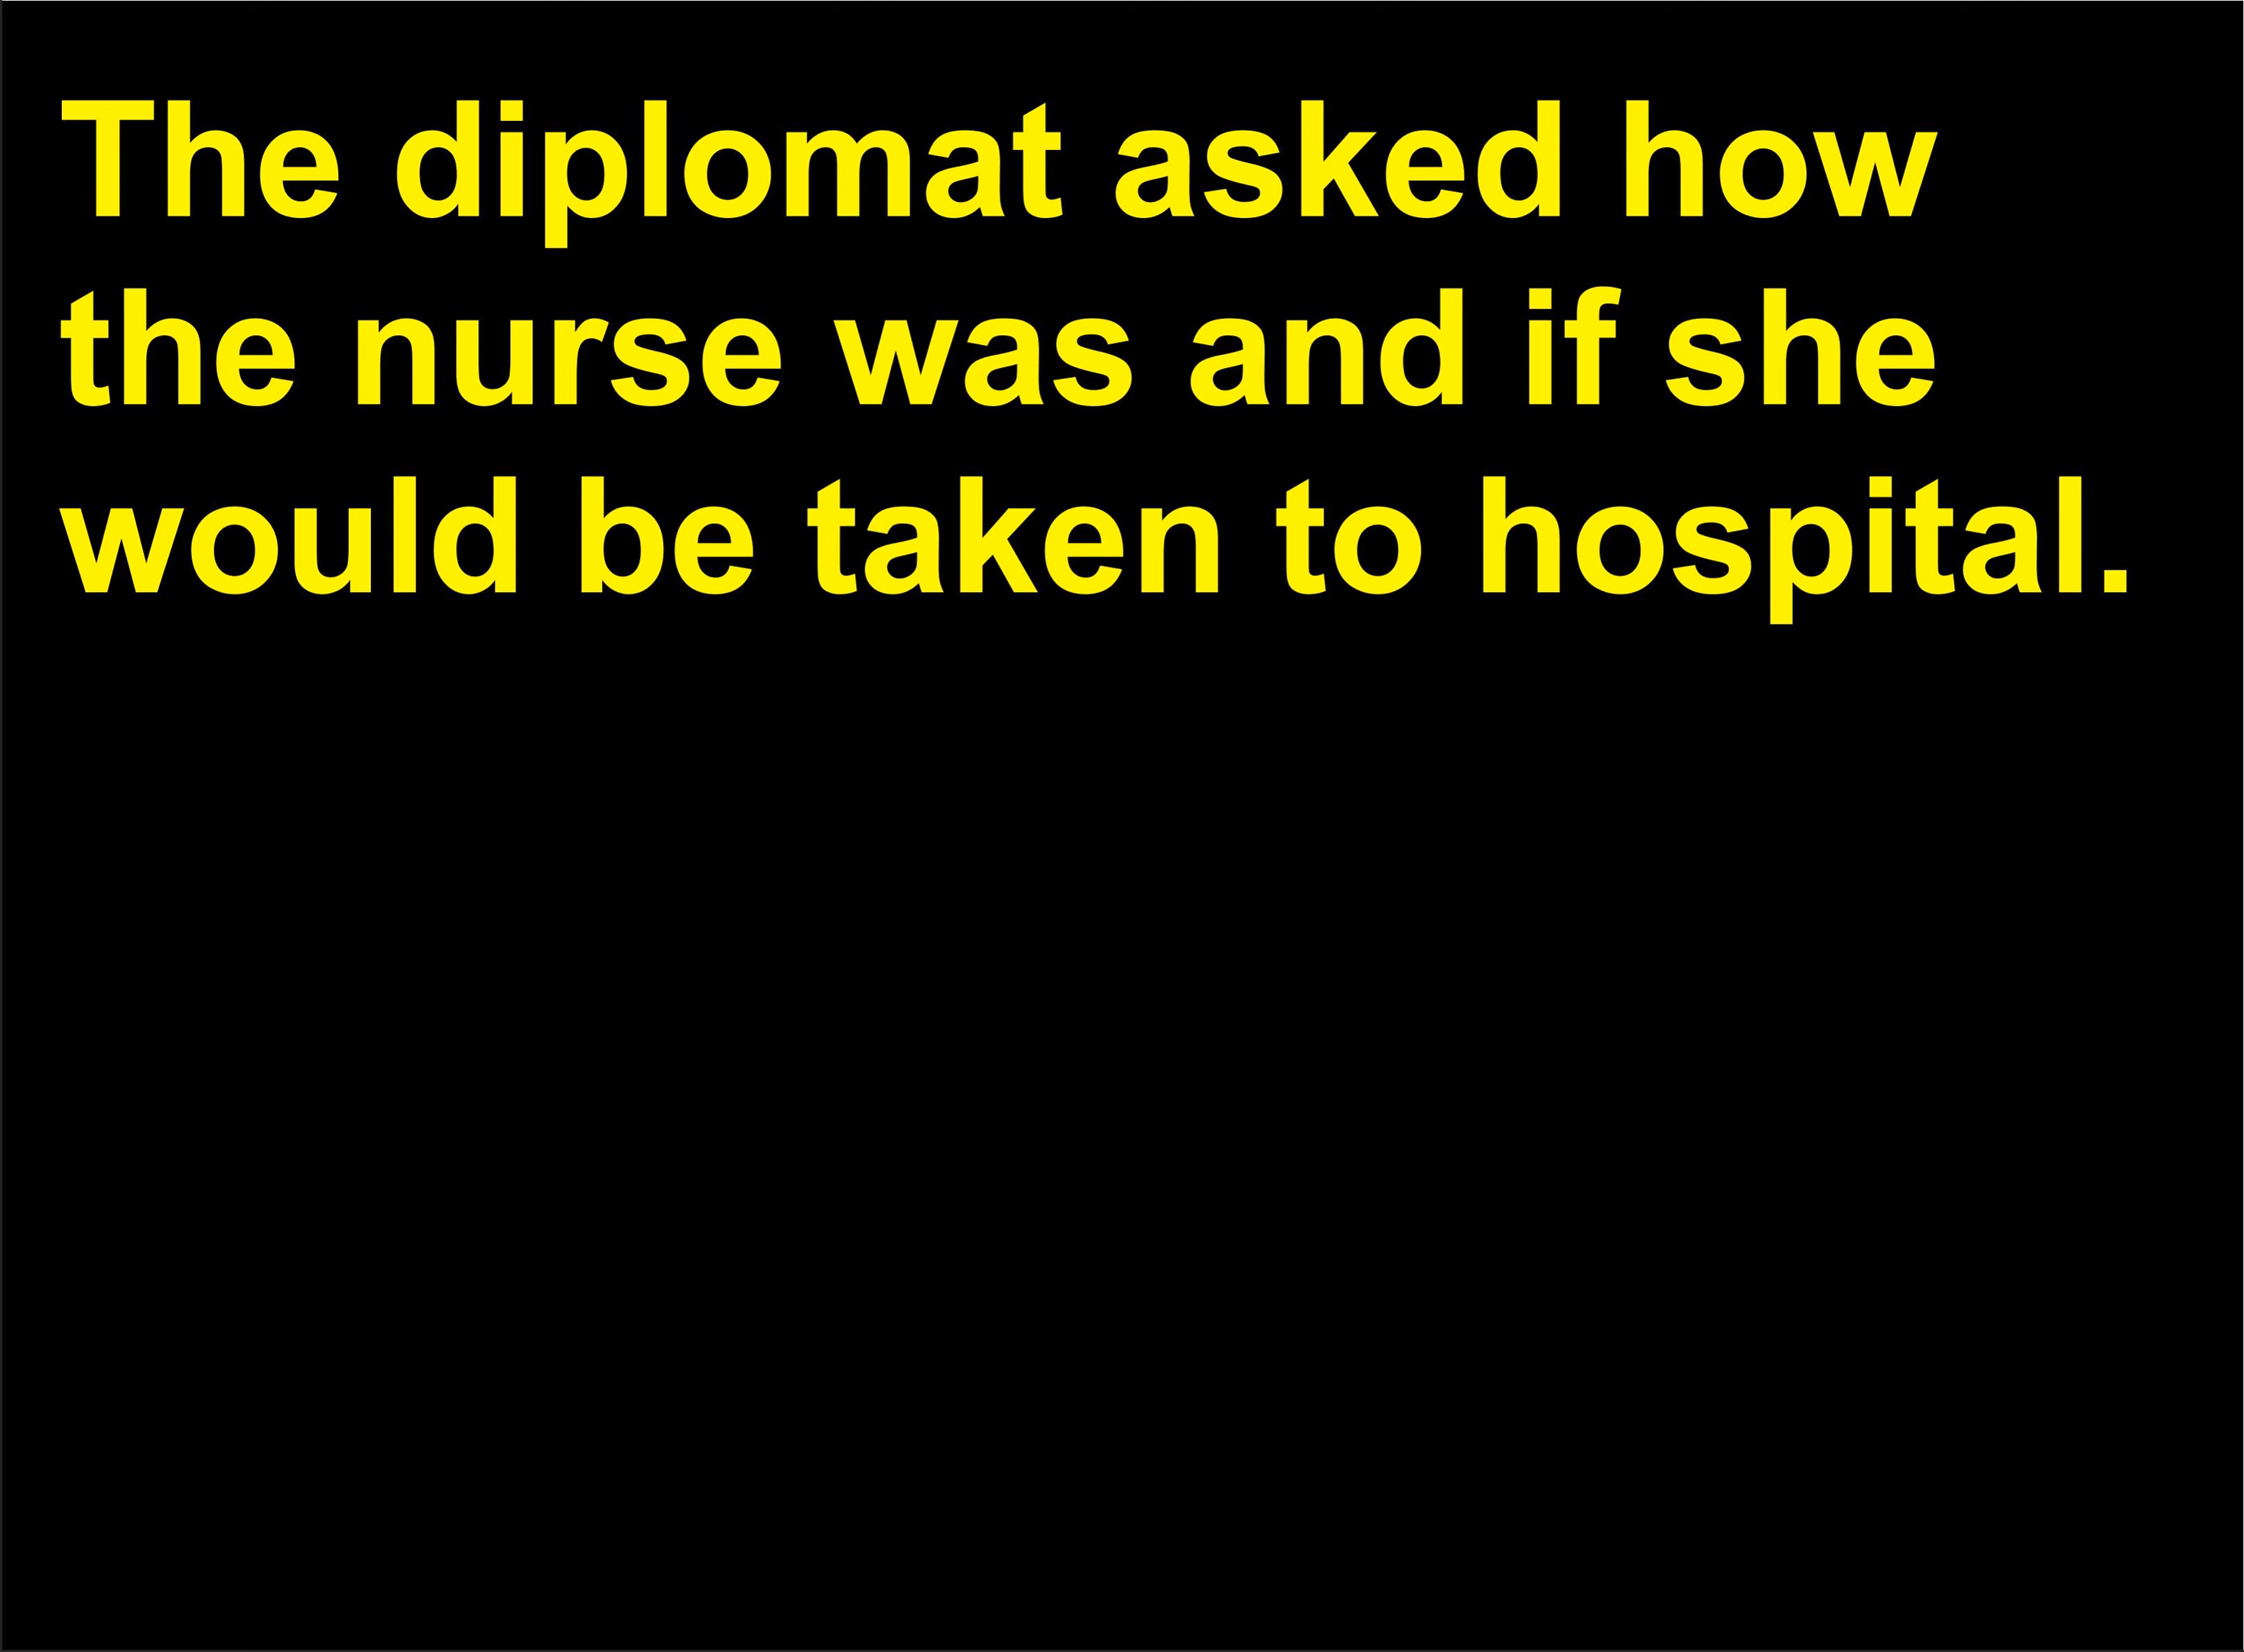 The diplomat asked how
the nurse was and if she
would be taken to hospital.